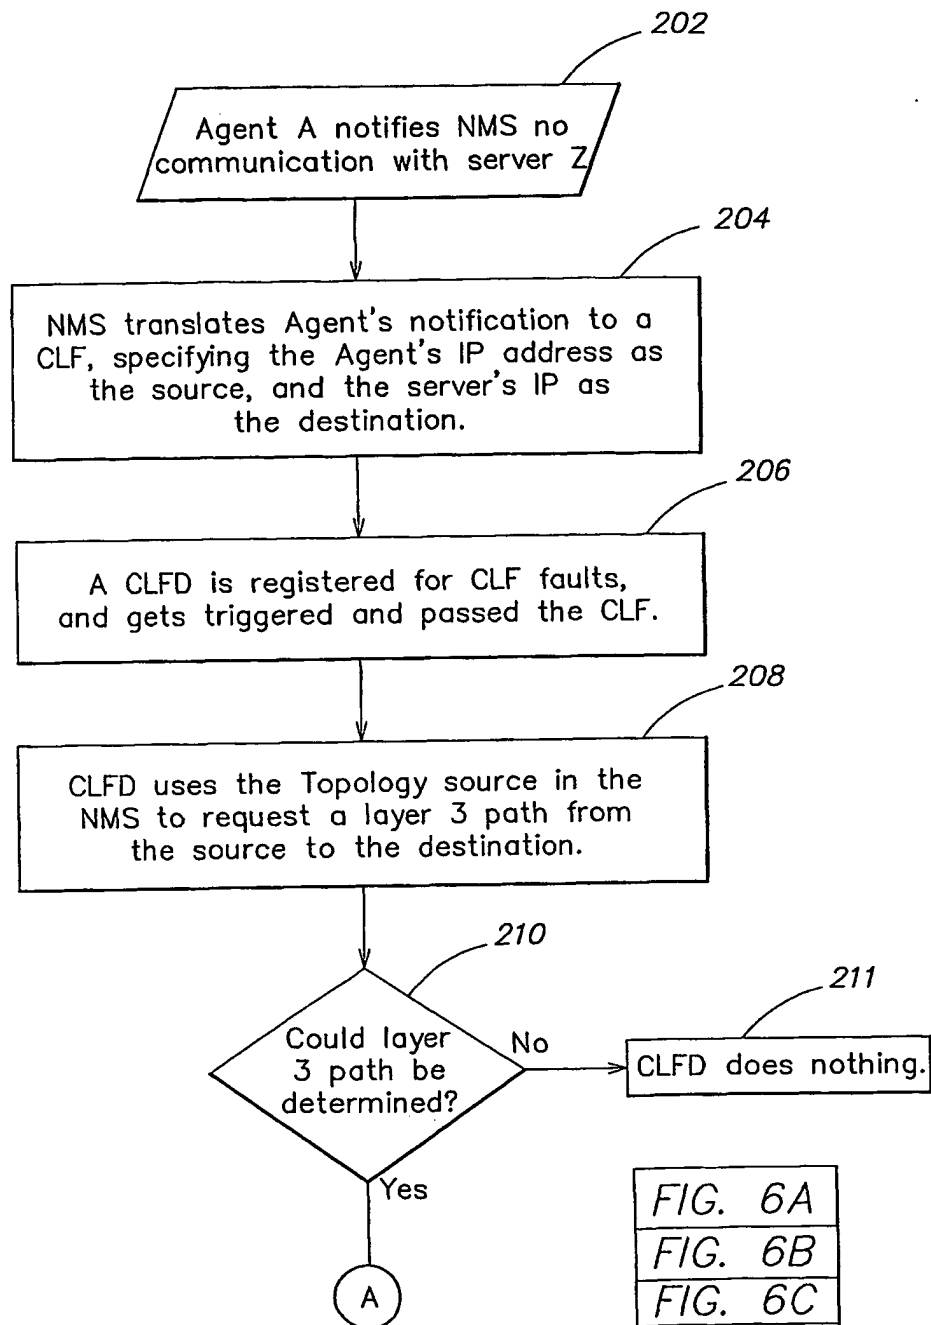 202
Agent A notifies NMS no
communication with server Z
204
NMS translates Agent's notification to a
CLF, specifying the Agent's IP address as
the source, and the server's IP as
the destination.
206
A CLFD is registered for CLF faults,
and gets triggered and passed the CLF.
208
CLFD uses the Topology source in the
NMS to request a layer 3 path from
the source to the destination.
210
Could layer
3 path be
determined?
No
211
CLFD does nothing.
Yes
A
FIG. 6A
FIG. 6B
FIG. 6C